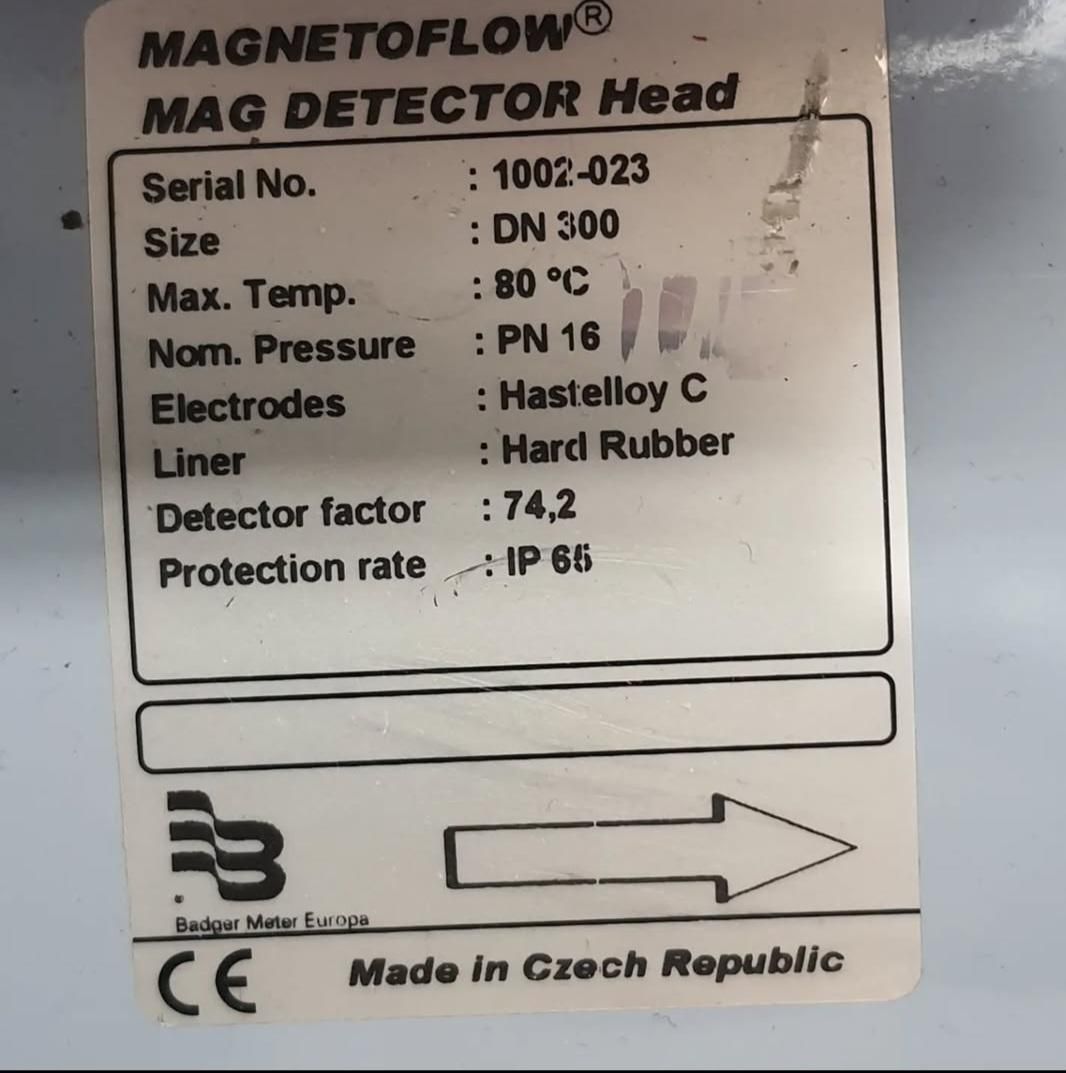 MAGNETOFLOW®
MAG DETECTOR Head
Serial No. : 1002-023
Size : DN 300
Max. Temp. : 80 °C
Nom. Pressure : PN 16
Electrodes : Hastelloy C
Liner : Hard Rubber
Detector factor : 74,2
Protection rate : IP 65
Badger Meter Europa
CE Made in Czech Republic